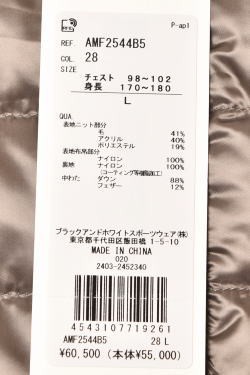 P-ap1
REF. AMF2544B5
COL. 28
SIZE
チェスト 98～102
身長 170～180
L
QUA.
表地ニット部分
毛 41%
アクリル 40%
ポリエステル 19%
表地布帛部分
ナイロン 100%
裏地 ナイロン 100%
(コーティング等樹脂加工)
中わた ダウン 88%
フェザー 12%
ブラックアンドホワイトスポーツウェア(株)
東京都千代田区飯田橋 1-5-10
MADE IN CHINA
020
2403-2452340
4543107719261
AMF2544B5 28 L
¥60,500 (本体¥55,000)